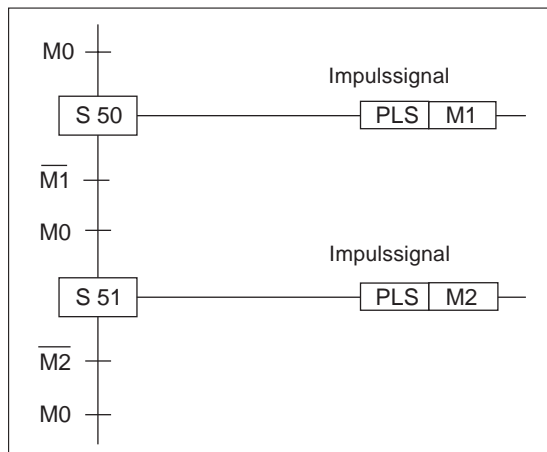 M0
Impulssignal
S 50
PLS M1
M̅1̅
M0
Impulssignal
S 51
PLS M2
M̅2̅
M0